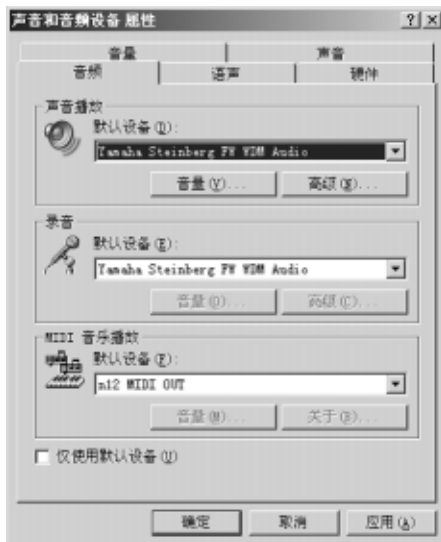 声音和音频设备 属性
音量 声音
音频 语声 硬件
声音播放
默认设备(D):
Yamaha Steinberg FW WDM Audio
音量(V)... 高级(E)...
录音
默认设备(E):
Yamaha Steinberg FW WDM Audio
音量(O)... 高级(C)...
MIDI 音乐播放
默认设备(F):
n12 MIDI OUT
音量(M)... 关于(B)...
仅使用默认设备(U)
确定 取消 应用(A)